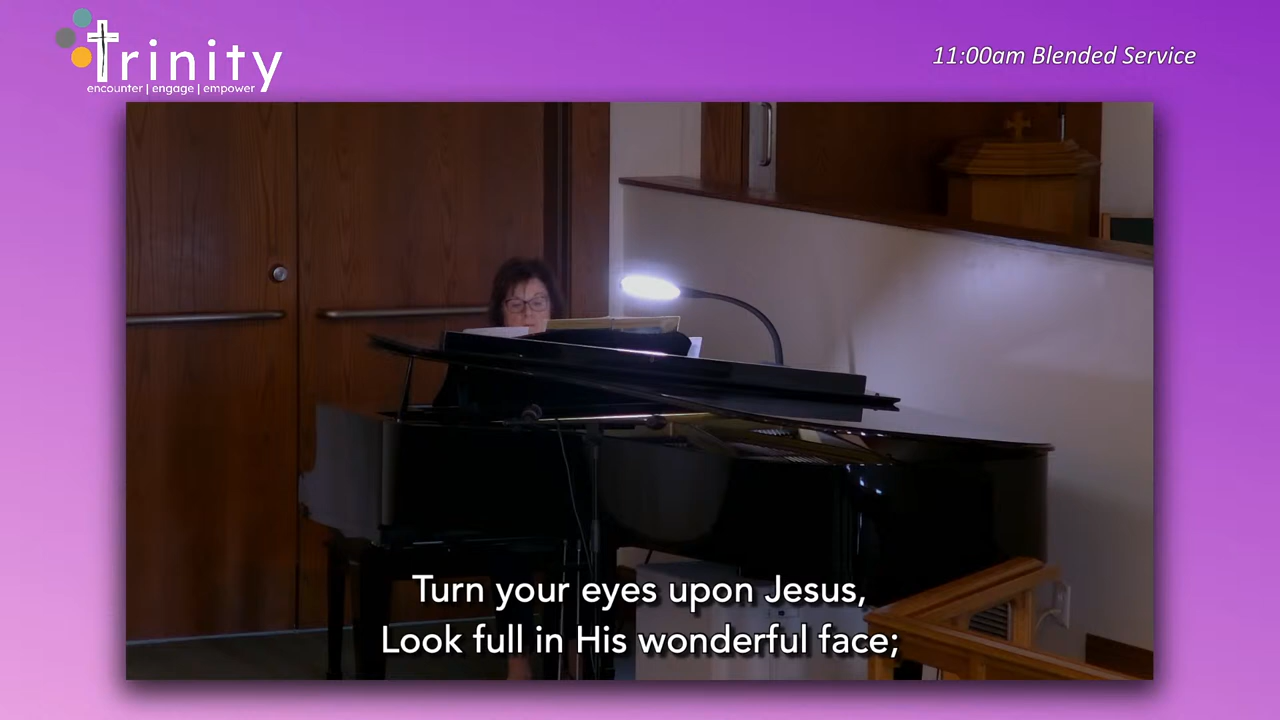 Trinity
encounter | engage | empower
11:00am Blended Service
Turn your eyes upon Jesus,
Look full in His wonderful face;